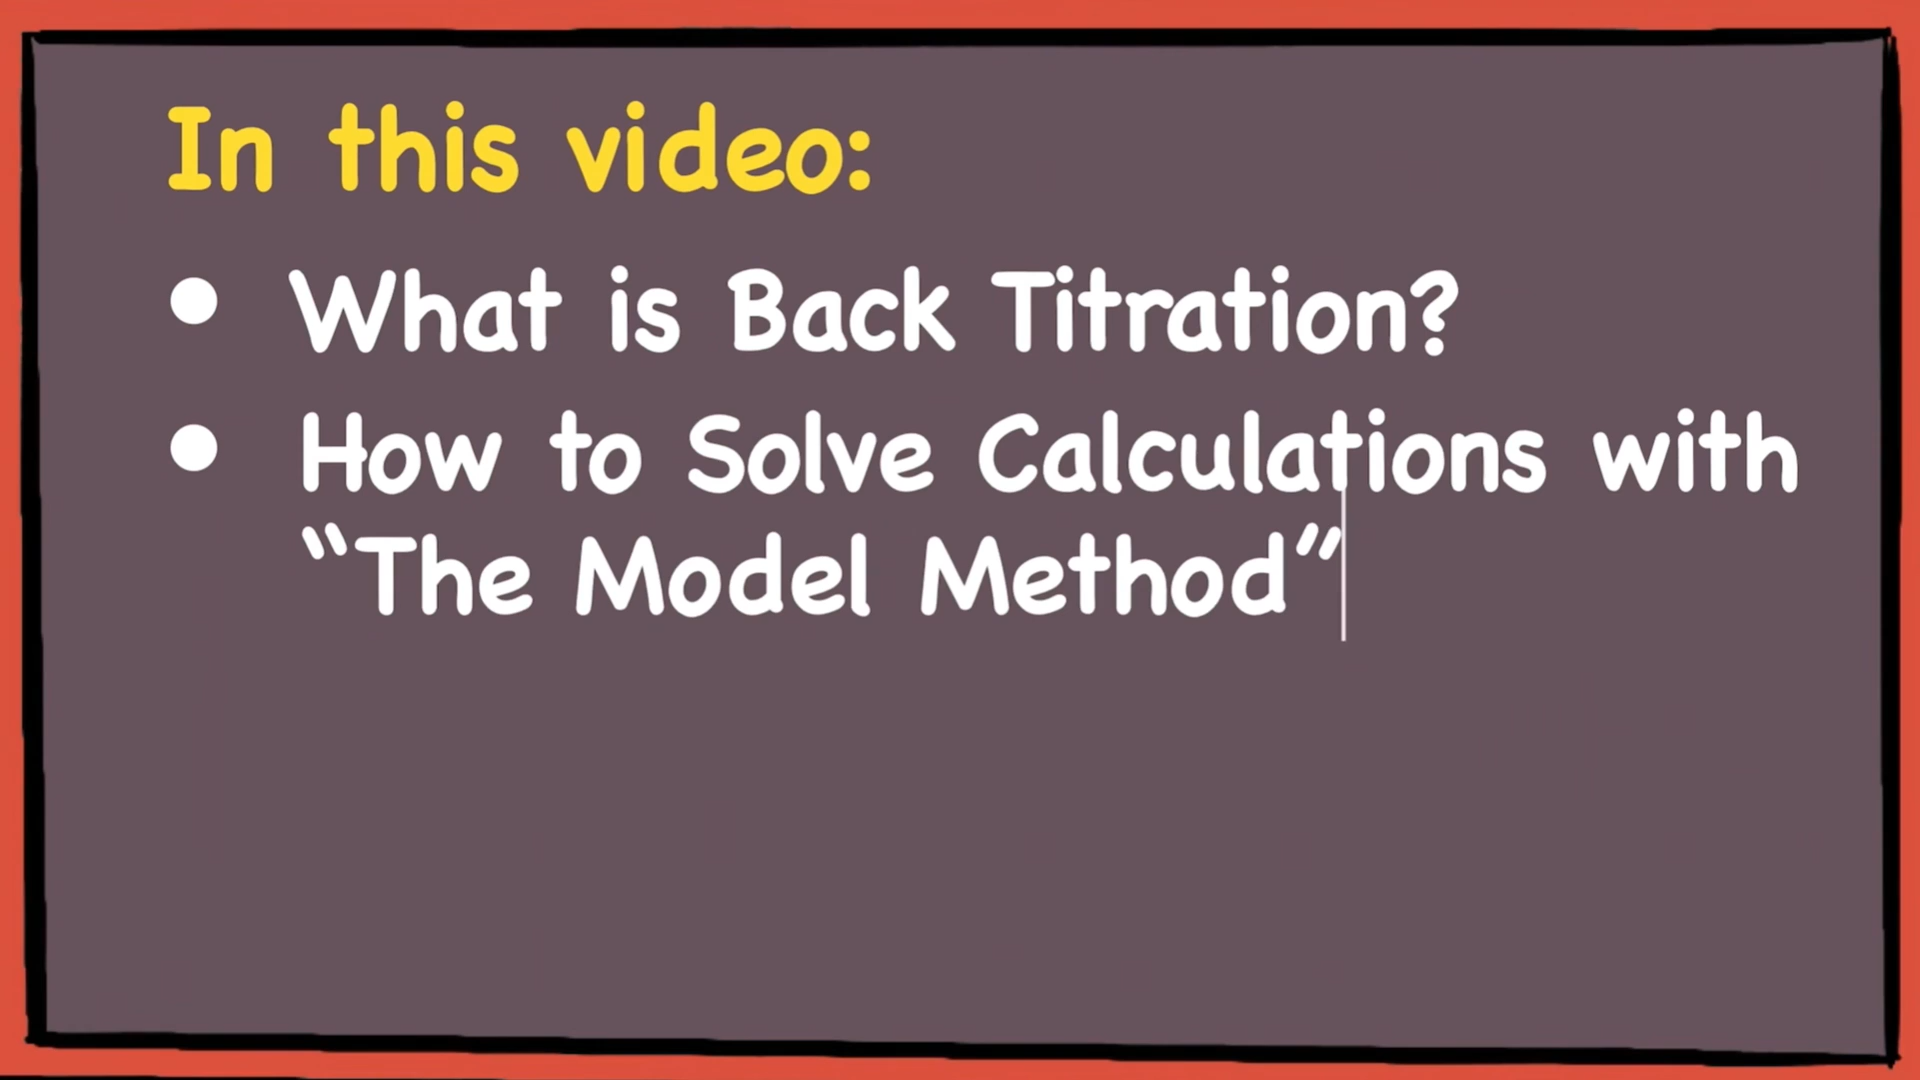 In this video:
• What is Back Titration?
• How to Solve Calculations with
“The Model Method”